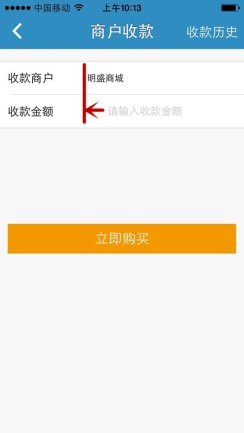 中国移动 上午10:13
商户收款 收款历史
收款商户 明盛商城
收款金额 请输入收款金额
立即购买